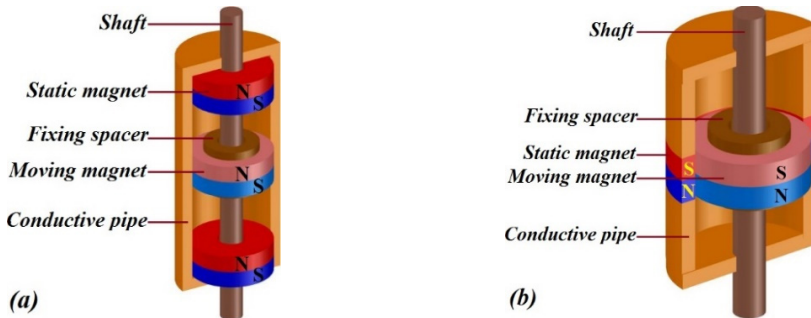 Shaft
Static magnet
Fixing spacer
Moving magnet
Conductive pipe
N
S
N
S
N
S
(a)
Shaft
Fixing spacer
Static magnet
Moving magnet
Conductive pipe
S
N
S
N
(b)